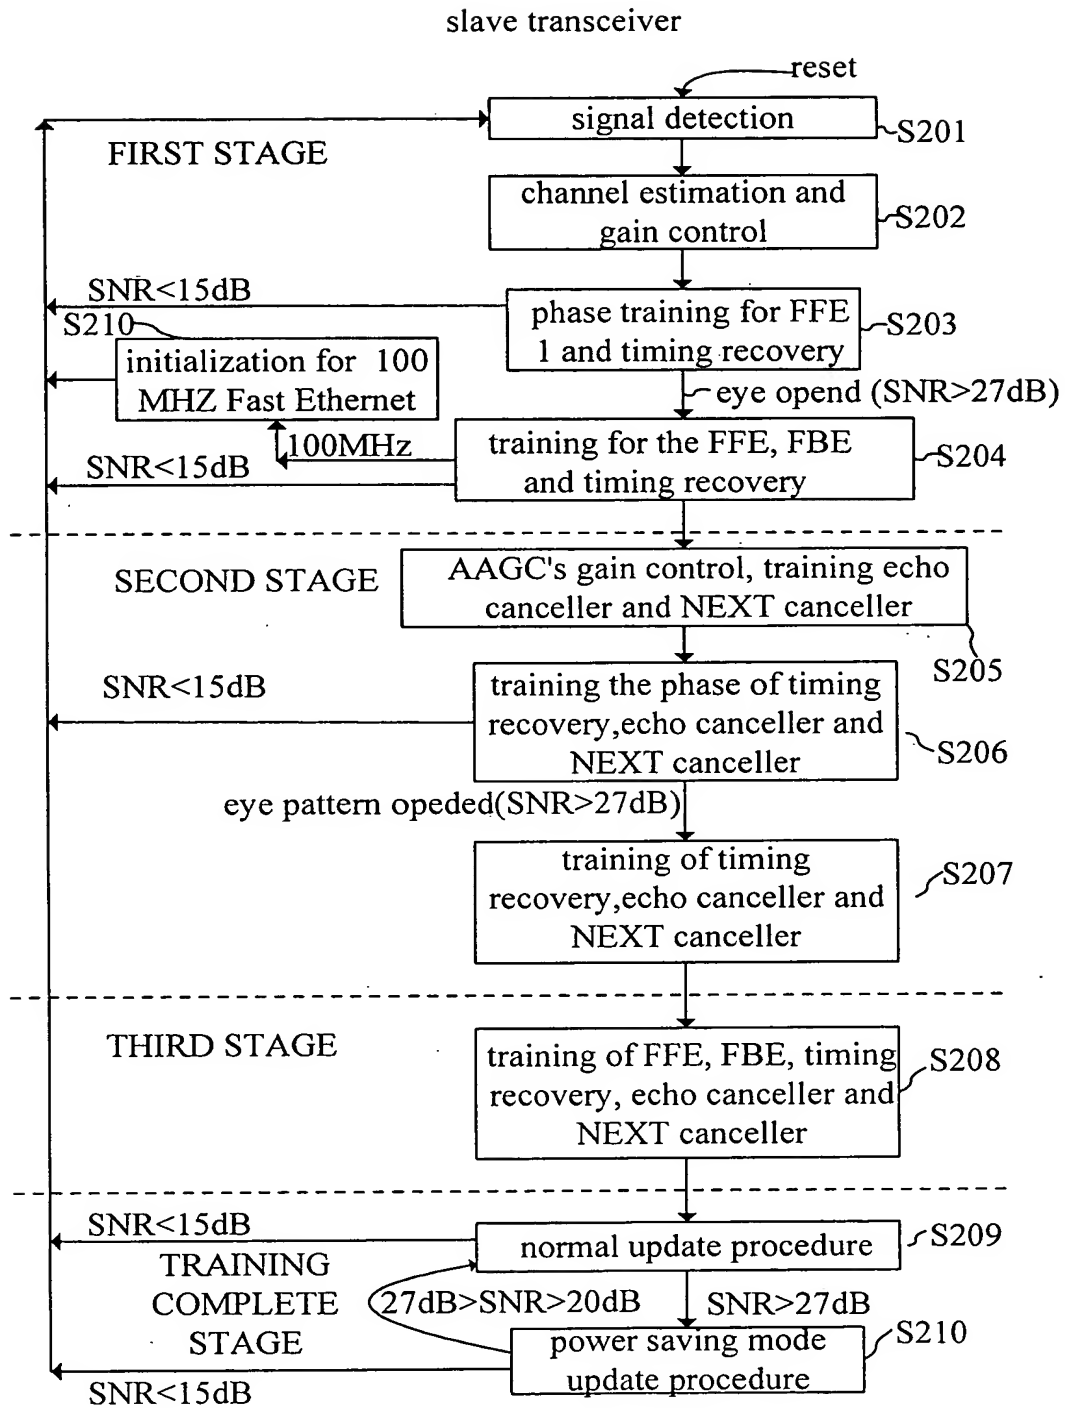 slave transceiver
reset
signal detection
S201
FIRST STAGE
channel estimation and
gain control
S202
SNR<15dB
phase training for FFE
1 and timing recovery
S203
S210
initialization for 100
MHZ Fast Ethernet
eye opend (SNR>27dB)
100MHz
SNR<15dB
training for the FFE, FBE
and timing recovery
S204
SECOND STAGE
AAGC's gain control, training echo
canceller and NEXT canceller
S205
SNR<15dB
training the phase of timing
recovery,echo canceller and
NEXT canceller
S206
eye pattern opeded(SNR>27dB)
training of timing
recovery,echo canceller and
NEXT canceller
S207
THIRD STAGE
training of FFE, FBE, timing
recovery, echo canceller and
NEXT canceller
S208
SNR<15dB
normal update procedure
S209
TRAINING
COMPLETE
STAGE
27dB>SNR>20dB
SNR>27dB
power saving mode
update procedure
S210
SNR<15dB